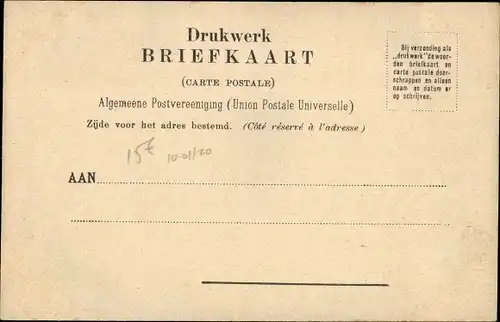 Drukwerk
BRIEFKAART
(CARTE POSTALE)
Algemeene Postvereeniging (Union Postale Universelle)
Zijde voor het adres bestemd. (Côté réservé à l'adresse)
Bij verzending als
„drukwerk" de woor-
den briefkaart en
carte postale door-
schrappen en alleen
naam en datum er
op schrijven.
15€
10-01/20
AAN